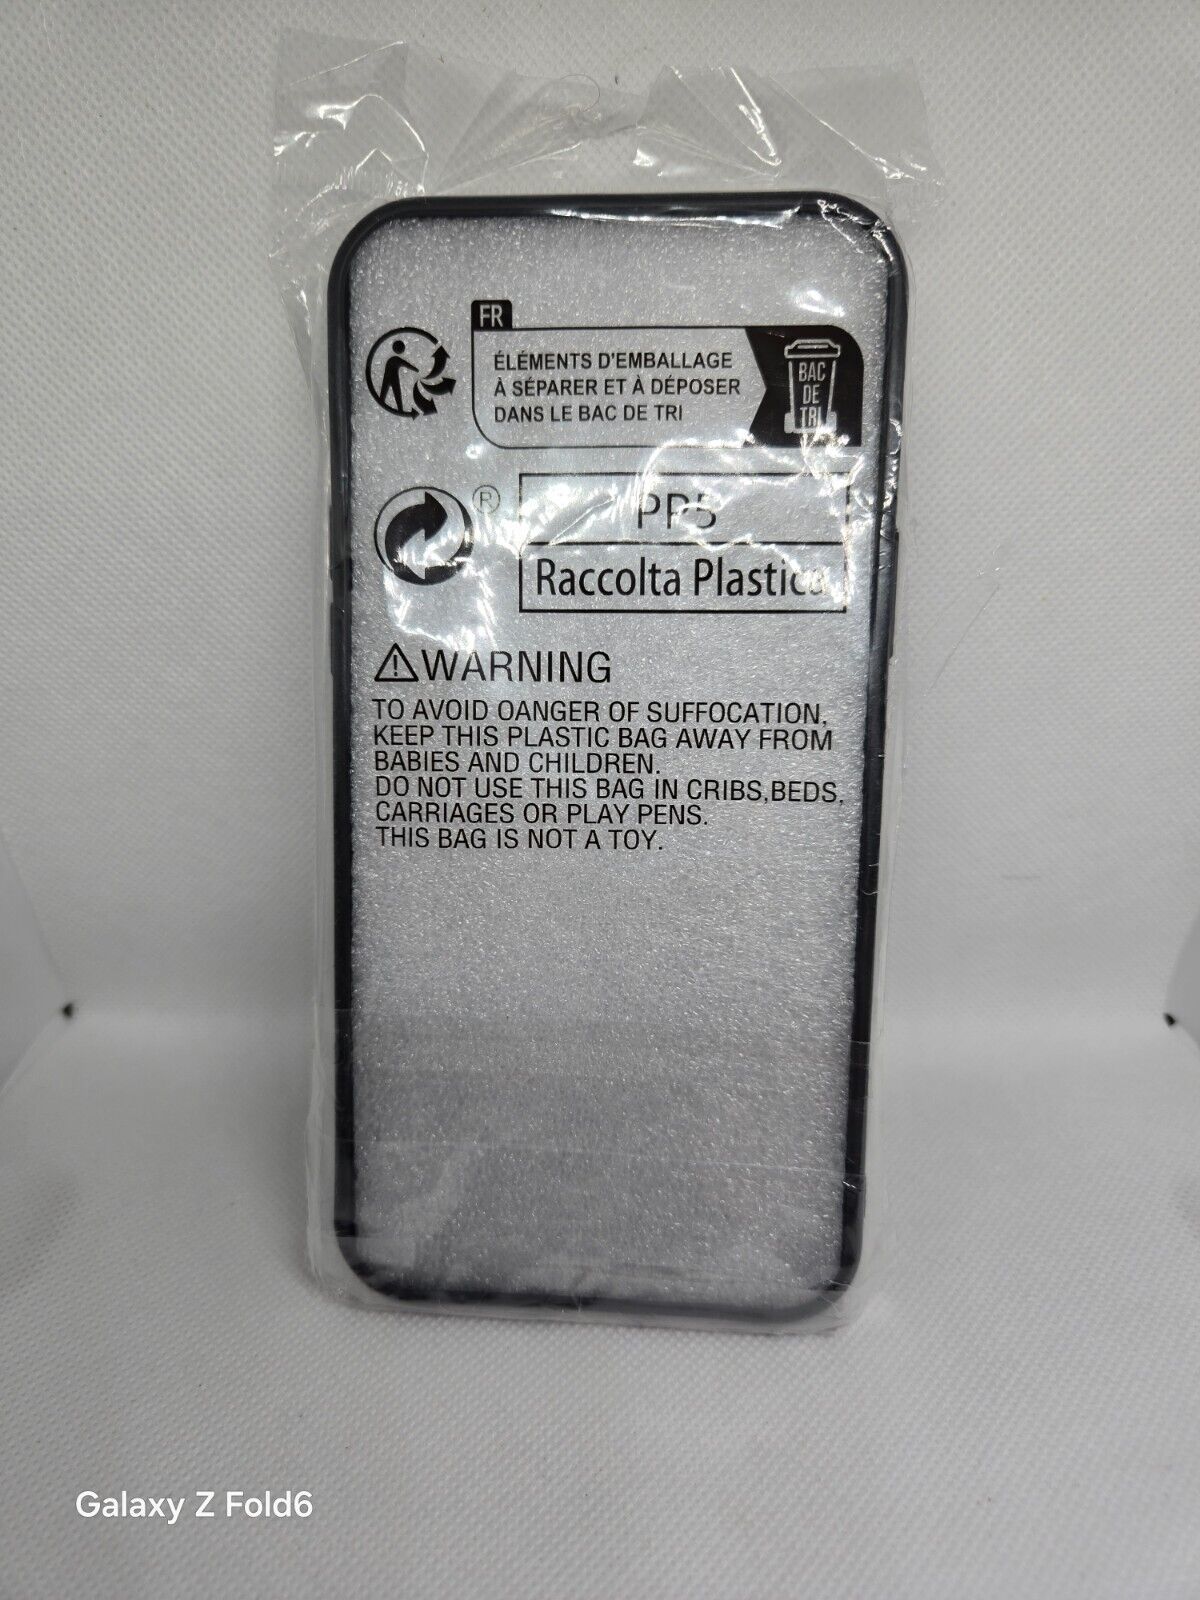 FR
ÉLÉMENTS D'EMBALLAGE
À SÉPARER ET À DÉPOSER
DANS LE BAC DE TRI
BAC
DE
TRI
®
PP5
Raccolta Plastica
⚠WARNING
TO AVOID OANGER OF SUFFOCATION,
KEEP THIS PLASTIC BAG AWAY FROM
BABIES AND CHILDREN.
DO NOT USE THIS BAG IN CRIBS,BEDS,
CARRIAGES OR PLAY PENS.
THIS BAG IS NOT A TOY.
Galaxy Z Fold6